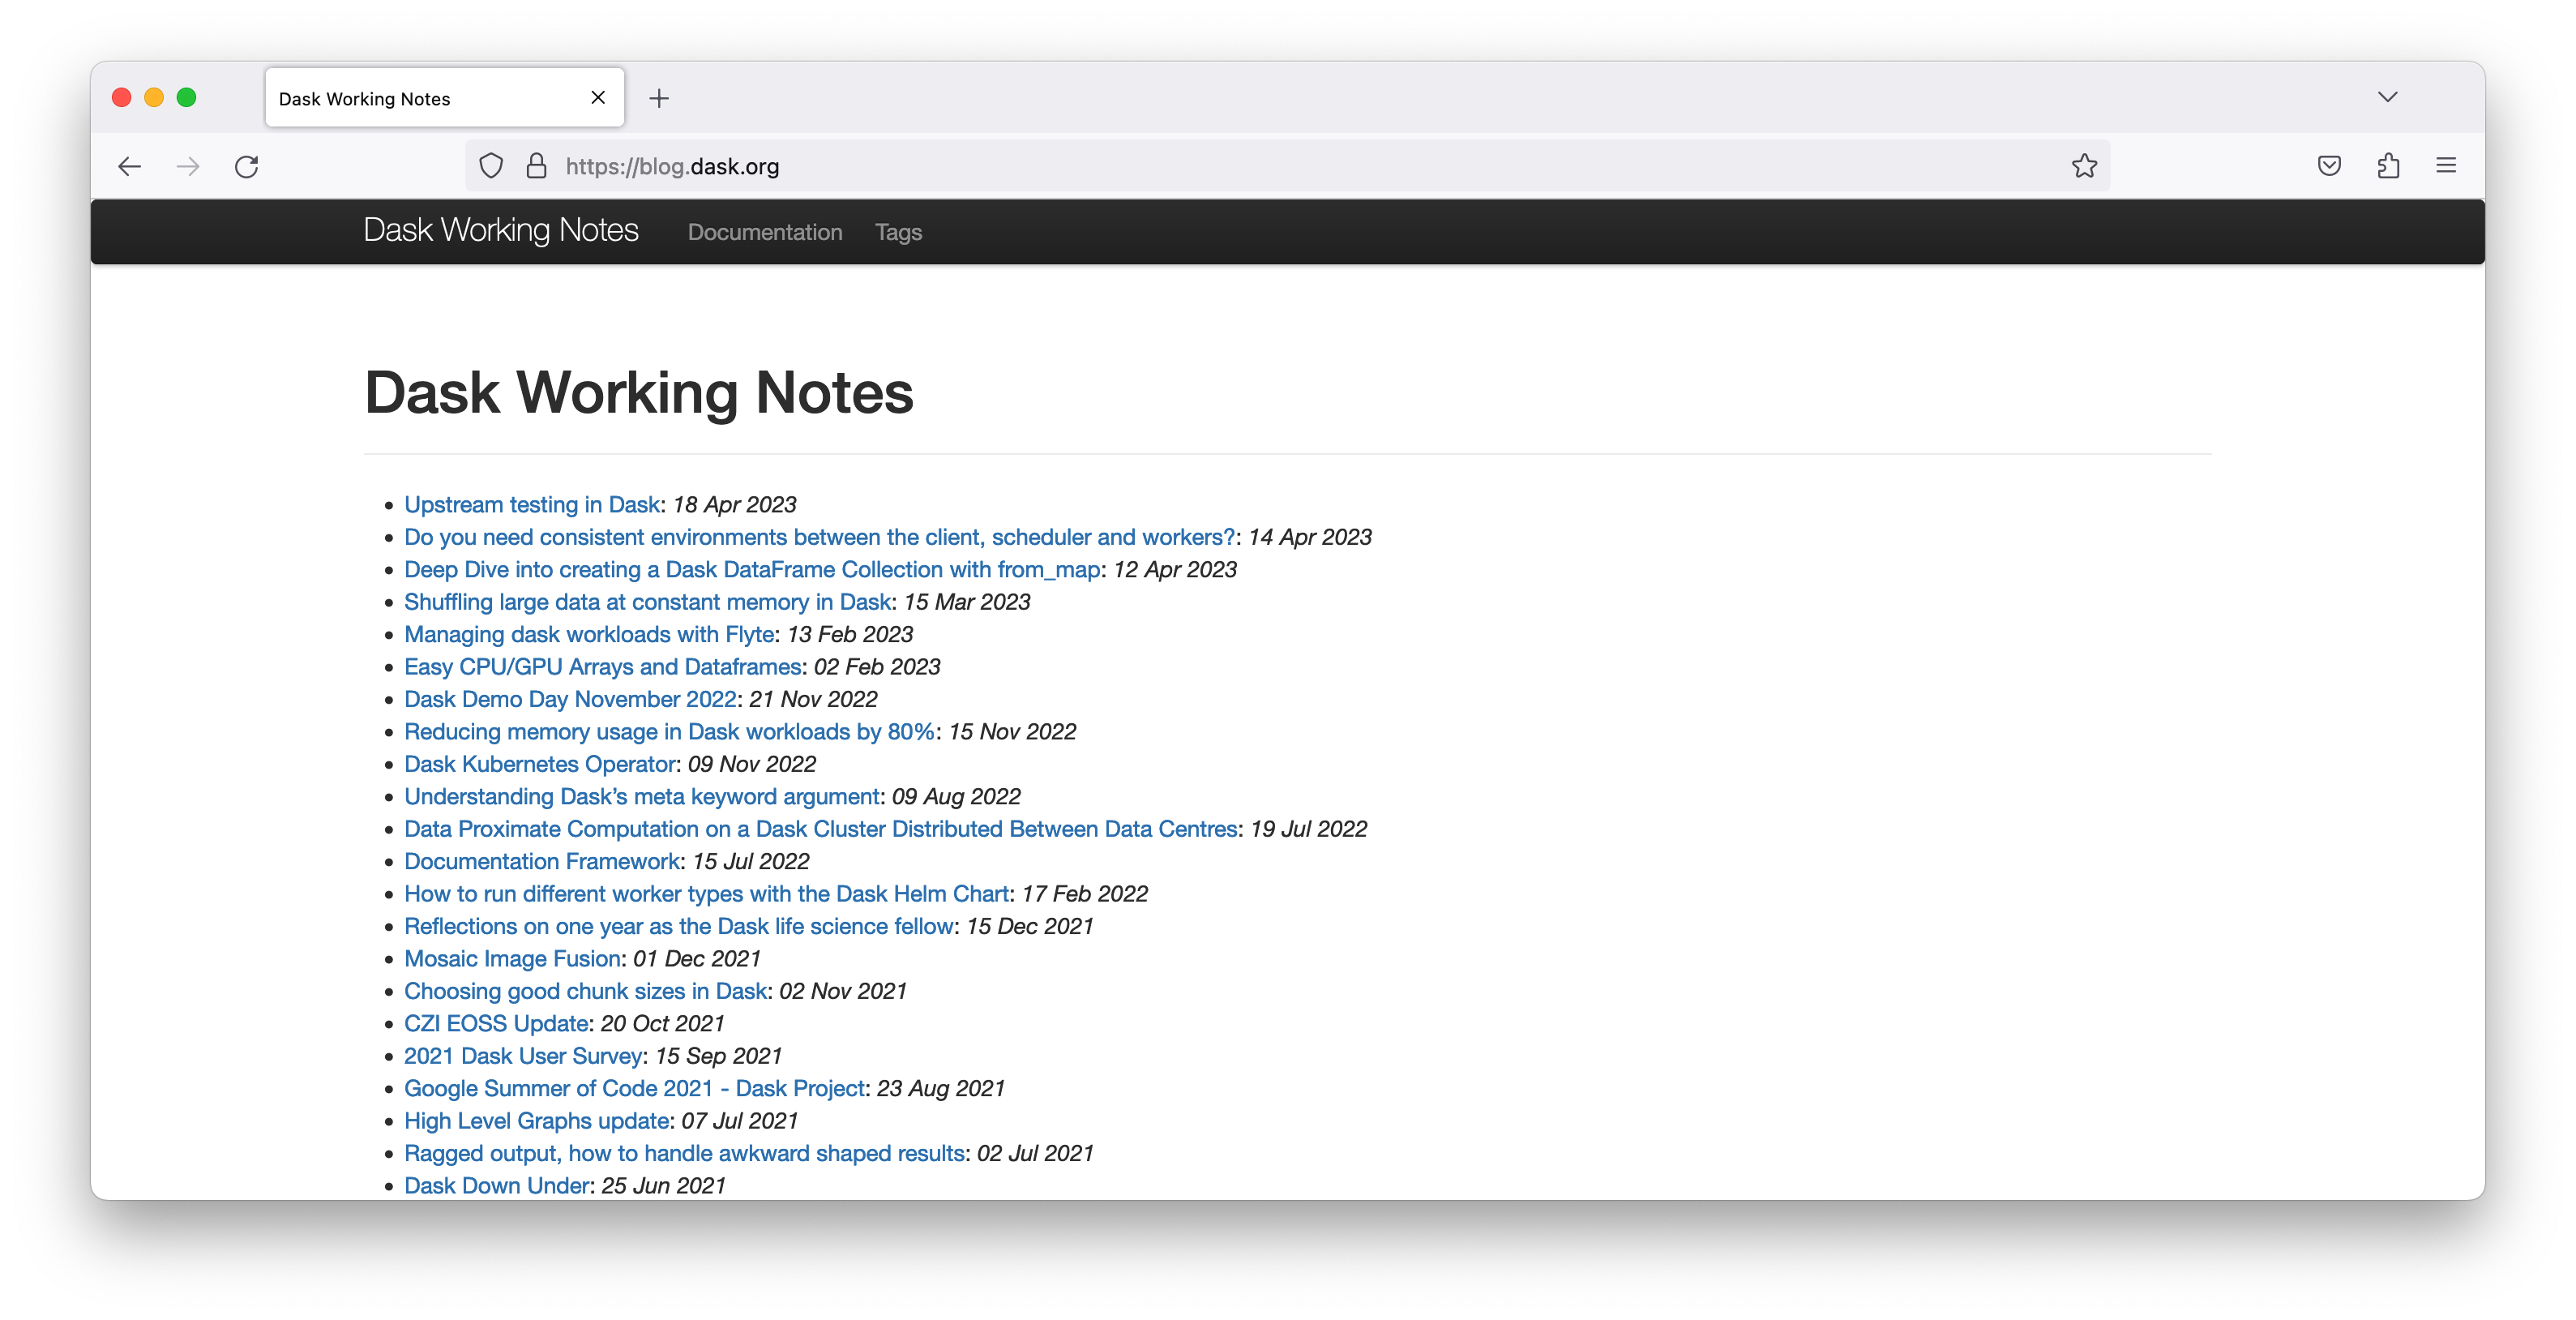 Dask Working Notes
https://blog.dask.org
Dask Working Notes Documentation Tags
Dask Working Notes
Upstream testing in Dask: 18 Apr 2023
Do you need consistent environments between the client, scheduler and workers?: 14 Apr 2023
Deep Dive into creating a Dask DataFrame Collection with from_map: 12 Apr 2023
Shuffling large data at constant memory in Dask: 15 Mar 2023
Managing dask workloads with Flyte: 13 Feb 2023
Easy CPU/GPU Arrays and Dataframes: 02 Feb 2023
Dask Demo Day November 2022: 21 Nov 2022
Reducing memory usage in Dask workloads by 80%: 15 Nov 2022
Dask Kubernetes Operator: 09 Nov 2022
Understanding Dask’s meta keyword argument: 09 Aug 2022
Data Proximate Computation on a Dask Cluster Distributed Between Data Centres: 19 Jul 2022
Documentation Framework: 15 Jul 2022
How to run different worker types with the Dask Helm Chart: 17 Feb 2022
Reflections on one year as the Dask life science fellow: 15 Dec 2021
Mosaic Image Fusion: 01 Dec 2021
Choosing good chunk sizes in Dask: 02 Nov 2021
CZI EOSS Update: 20 Oct 2021
2021 Dask User Survey: 15 Sep 2021
Google Summer of Code 2021 - Dask Project: 23 Aug 2021
High Level Graphs update: 07 Jul 2021
Ragged output, how to handle awkward shaped results: 02 Jul 2021
Dask Down Under: 25 Jun 2021